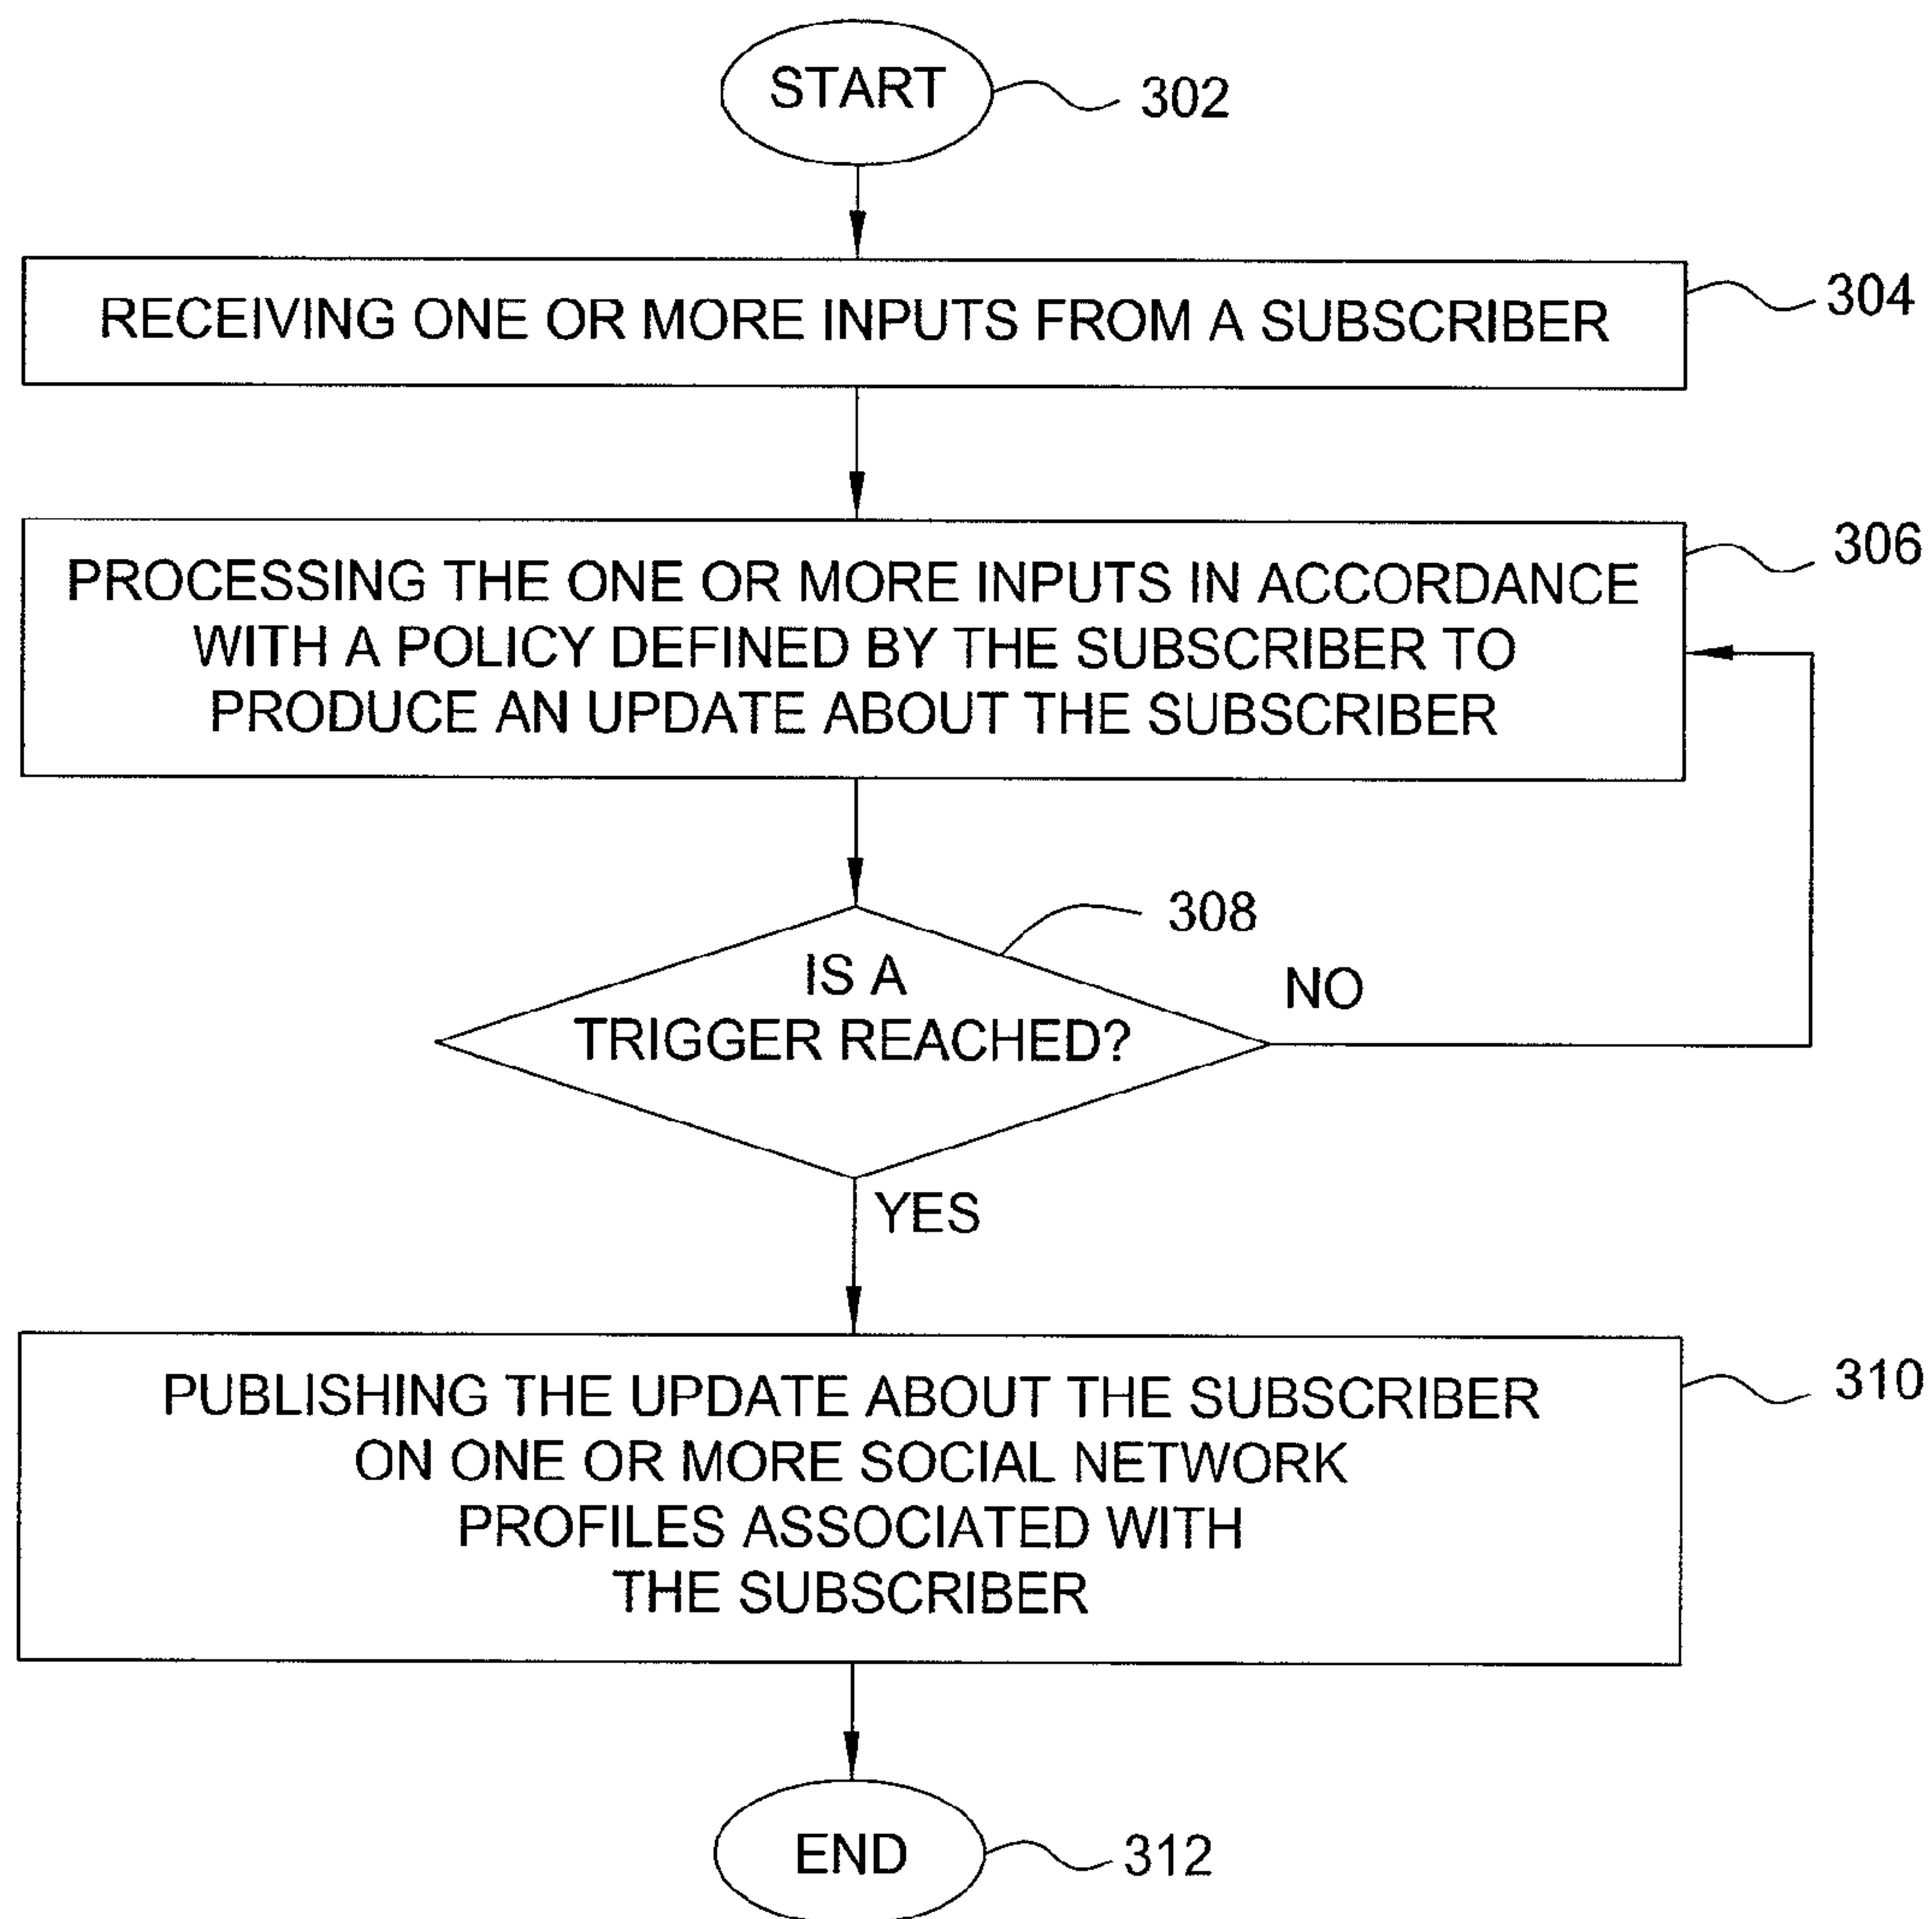 START
302
RECEIVING ONE OR MORE INPUTS FROM A SUBSCRIBER
304
PROCESSING THE ONE OR MORE INPUTS IN ACCORDANCE
WITH A POLICY DEFINED BY THE SUBSCRIBER TO
PRODUCE AN UPDATE ABOUT THE SUBSCRIBER
306
IS A
TRIGGER REACHED?
308
NO
YES
PUBLISHING THE UPDATE ABOUT THE SUBSCRIBER
ON ONE OR MORE SOCIAL NETWORK
PROFILES ASSOCIATED WITH
THE SUBSCRIBER
310
END
312